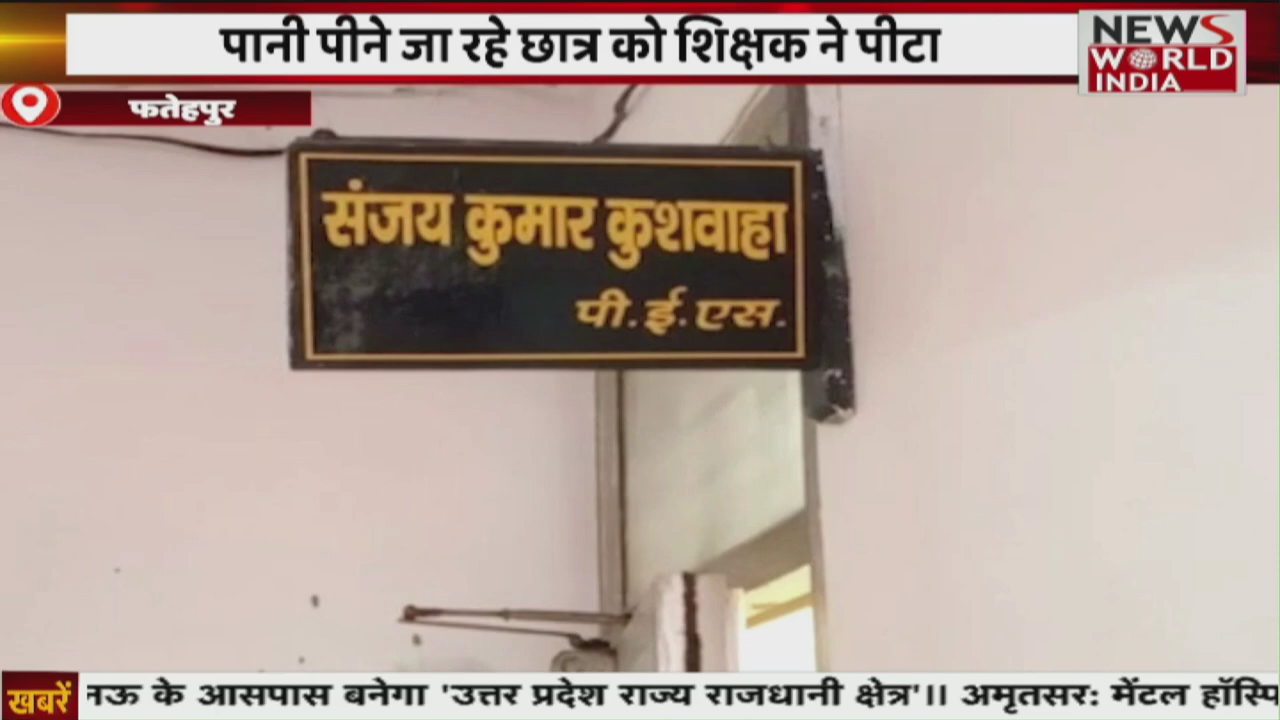 पानी पीने जा रहे छात्र को शिक्षक ने पीटा
NEWS
WORLD
INDIA
फतेहपुर
संजय कुमार कुशवाहा
पी.ई.एस.
खबरें
के आसपास बनेगा 'उत्तर प्रदेश राज्य राजधानी क्षेत्र'।। अमृतसर: मेंटल